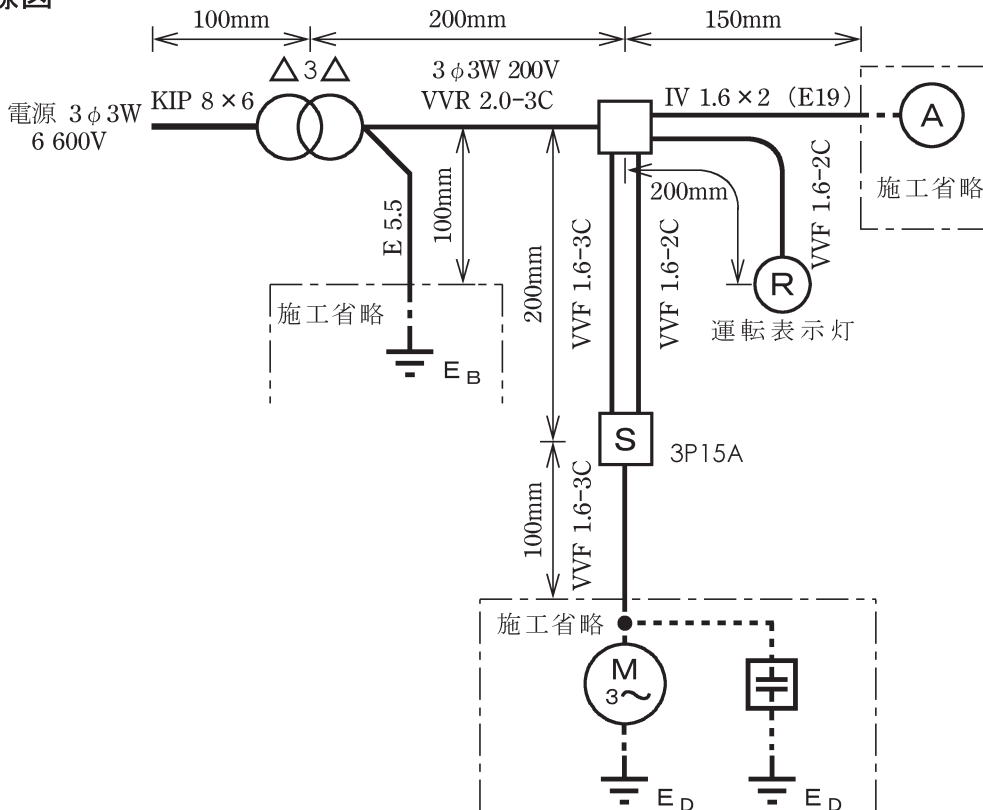 線図
100mm
200mm
150mm
3
3φ3W 200V
VVR 2.0-3C
KIP 8×6
電源 3φ3W
6 600V
IV 1.6×2 (E19)
A
施工省略
200mm
VVF 1.6-2C
R
運転表示灯
E 5.5
100mm
200mm
VVF 1.6-3C
VVF 1.6-2C
施工省略
EB
S
3P15A
100mm
VVF 1.6-3C
施工省略
M
3~
ED
ED